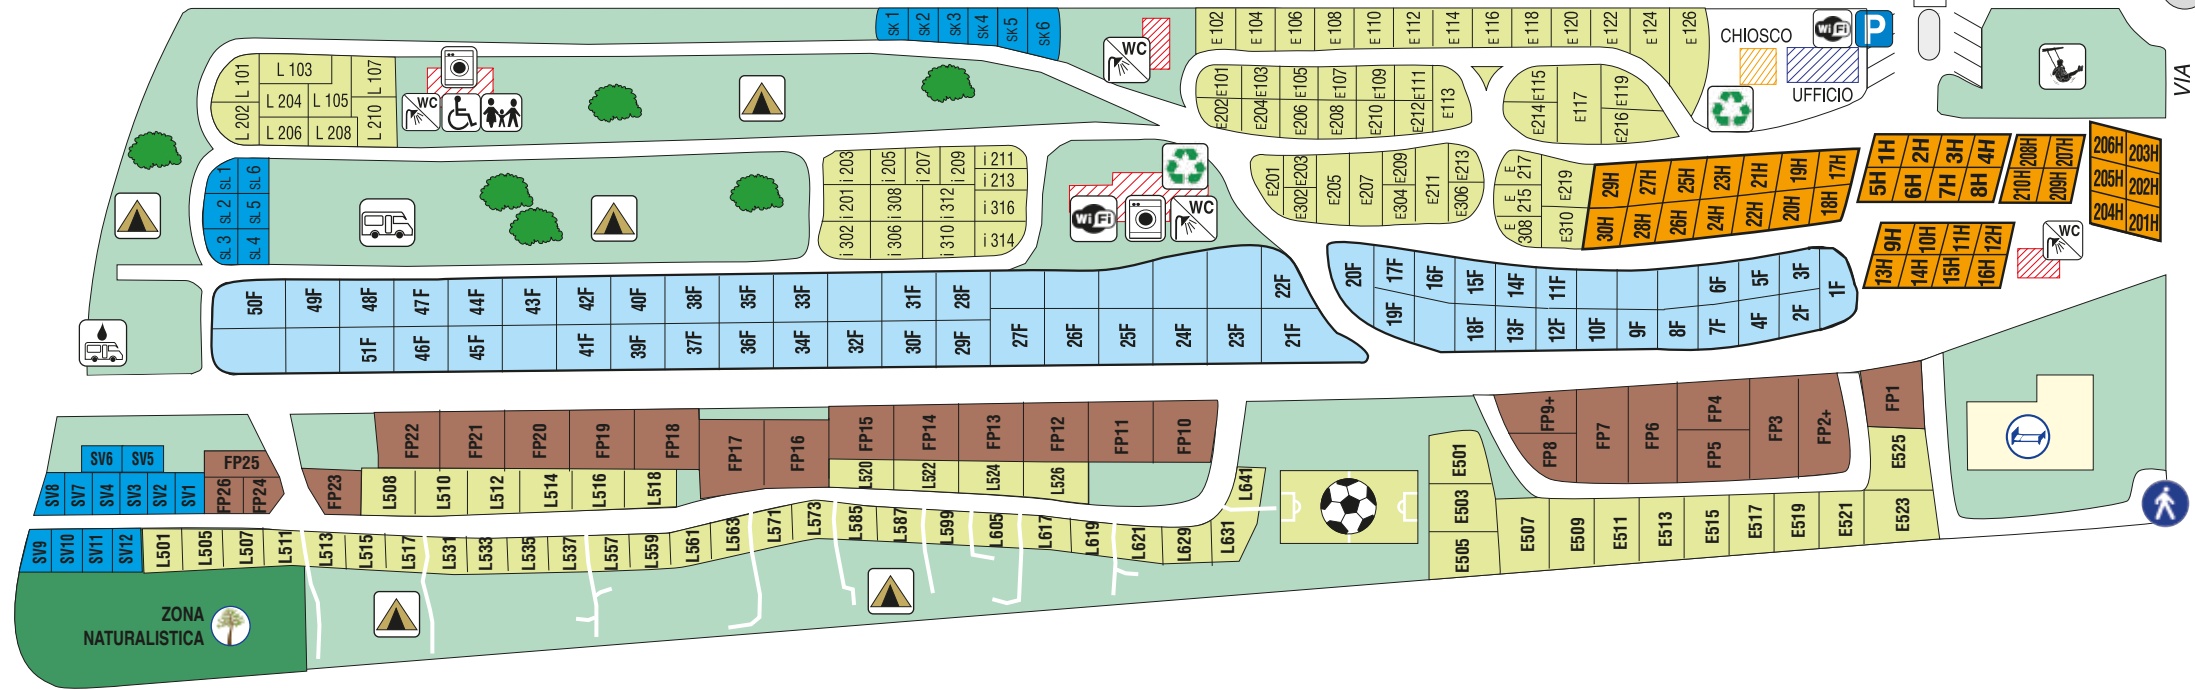 SK 1 SK2 SK3 SK4 SK5 SK6
WC
E 102 E 104 E 106 E 108 E 110 E 112 E 114 E 116 E 118 E 120 E 122 E 124 E 126
CHIOSCO
WiFi P
UFFICIO
VIA
L 101 L 103 L 107
L 204 L 105
L 202 L 206 L 208 L 210
WC
E101 E103 E105 E107 E109 E111 E113
E202 E204 E206 E208 E210 E212
E115 E117 E119
E214 E216
SL 1 SL 6
SL 2 SL 5
SL 3 SL 4
i 203 i 205 i 207 i 209 i 211
i 213
i 201 i 308 i 312 i 316
i 302 i 306 i 310 i 314
WiFi WC
E201 E203 E205 E207 E209 E211 E213
E302 E304 E306
E 217 E219
E 215
E 308 E310
29H 27H 25H 23H 21H 19H 17H
30H 28H 26H 24H 22H 20H 18H
1H 2H 3H 4H
5H 6H 7H 8H
208H 207H
210H 209H
206H 203H
205H 202H
204H 201H
9H 10H 11H 12H
13H 14H 15H 16H
WC
50F 49F 48F 47F 44F 43F 42F 40F 38F 35F 33F 31F 28F 22F
51F 46F 45F 41F 39F 37F 36F 34F 32F 30F 29F 27F 26F 25F 24F 23F 21F
20F 17F 16F 15F 14F 11F 6F 5F 3F 1F
19F 18F 13F 12F 10F 9F 8F 7F 4F 2F
SV6 SV5
SV8 SV7 SV4 SV3 SV2 SV1
FP25
FP26 FP24
FP23
FP22 FP21 FP20 FP19 FP18 FP17 FP16 FP15 FP14 FP13 FP12 FP11 FP10
L508 L510 L512 L514 L516 L518 L520 L522 L524 L526
L641
FP9+ FP7 FP6 FP4 FP3 FP2+ FP1
FP8 FP5
E501
E503
E505
E525
E507 E509 E511 E513 E515 E517 E519 E521 E523
SV9 SV10 SV11 SV12
L501 L505 L507 L511 L513 L515 L517 L531 L533 L535 L537 L557 L559 L561 L563 L571 L573 L585 L587 L599 L605 L617 L619 L621 L629 L631
ZONA
NATURALISTICA